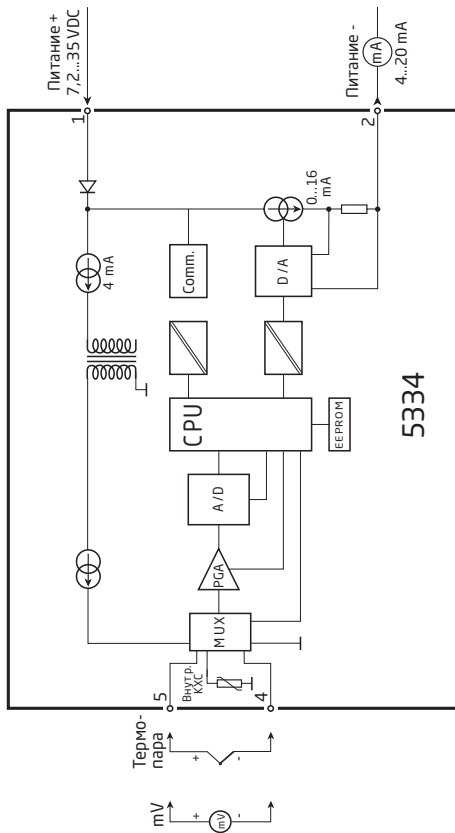 mV
+
mV
-
Термо-
пара
+
-
5
4
Внутр.
КХС
MUX
PGA
A/D
CPU
EEPROM
4 mA
Comm.
D/A
0...16
mA
1
Питание +
7,2...35 VDC
2
Питание -
mA
4...20 mA
5334